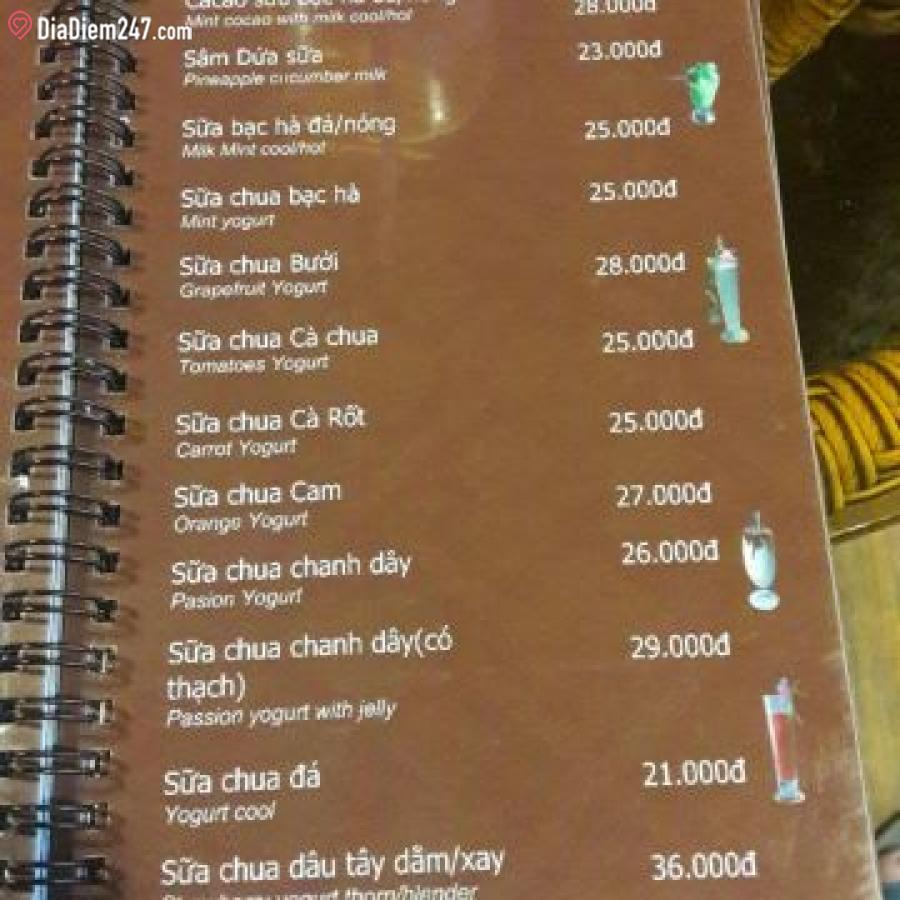 DiaDiem247.com
Mint cocao with milk cool/hot
28.000đ
Sâm Dứa sữa
23.000đ
Pineapple cucumber milk
Sữa bạc hà đá/nóng
25.000đ
Milk Mint cool/hot
Sữa chua bạc hà
25.000đ
Mint yogurt
Sữa chua Bưởi
28.000đ
Grapefruit Yogurt
Sữa chua Cà chua
25.000đ
Tomatoes Yogurt
Sữa chua Cà Rốt
25.000đ
Carrot Yogurt
Sữa chua Cam
27.000đ
Orange Yogurt
Sữa chua chanh dây
26.000đ
Pasion Yogurt
Sữa chua chanh dây(có
29.000đ
thạch)
Passion yogurt with jelly
Sữa chua đá
21.000đ
Yogurt cool
Sữa chua dâu tây dằm/xay
36.000đ
yogurt thorn/blender